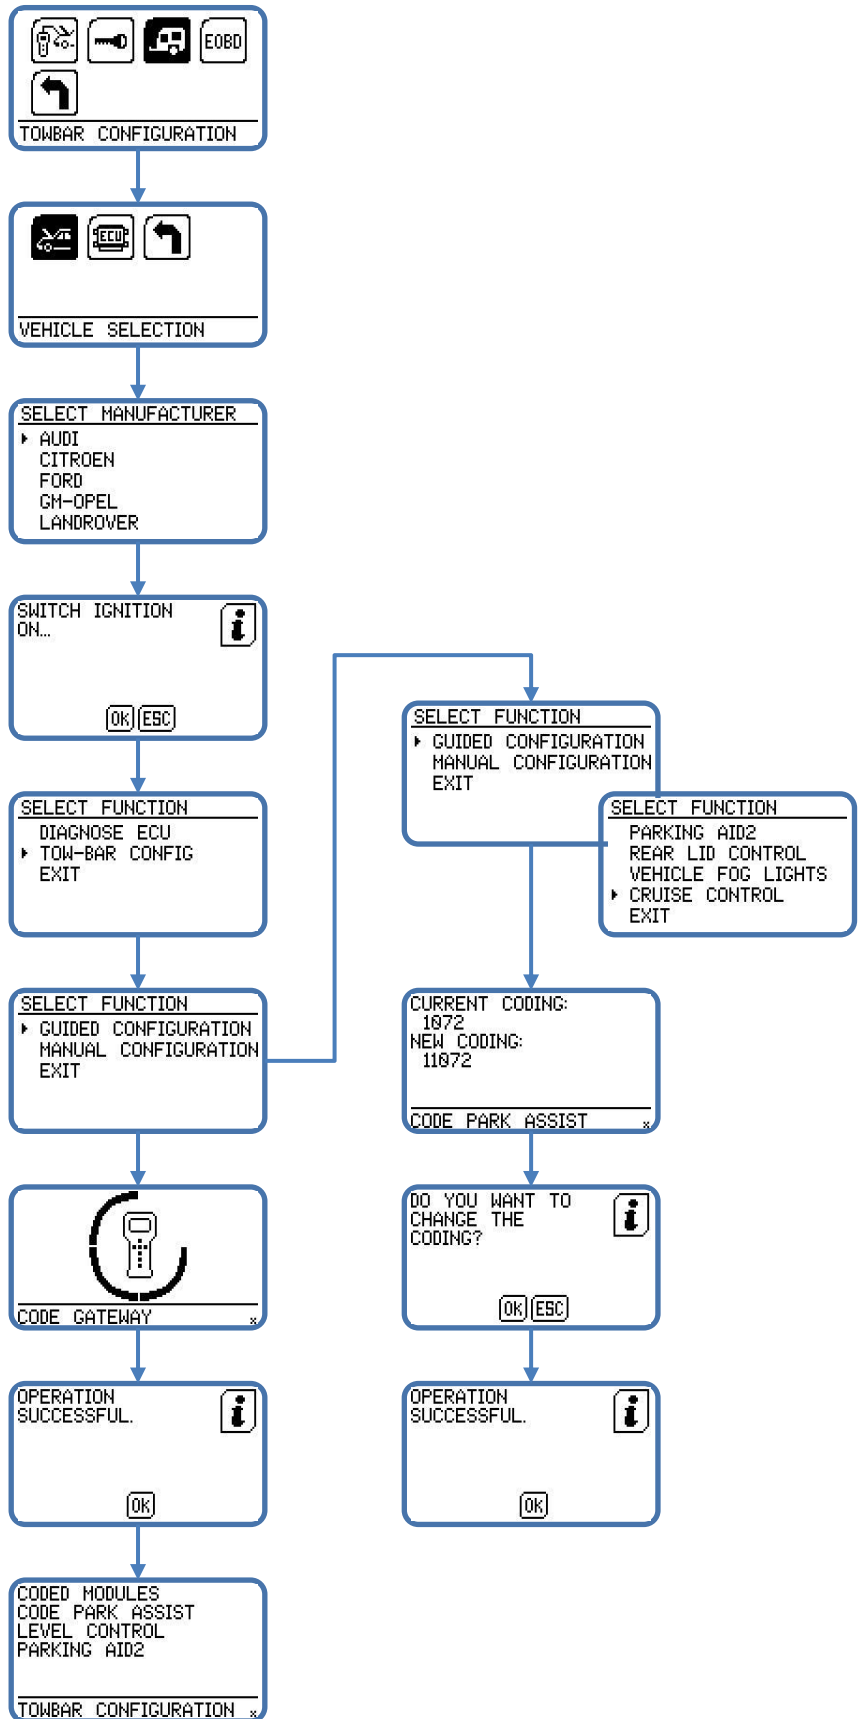 EOBD
TOWBAR CONFIGURATION
ECU
VEHICLE SELECTION
SELECT MANUFACTURER
AUDI
CITROEN
FORD
GM-OPEL
LANDROVER
SWITCH IGNITION
ON...
OK ESC
SELECT FUNCTION
DIAGNOSE ECU
TOW-BAR CONFIG
EXIT
SELECT FUNCTION
GUIDED CONFIGURATION
MANUAL CONFIGURATION
EXIT
CODE GATEWAY x
OPERATION
SUCCESSFUL.
OK
CODED MODULES
CODE PARK ASSIST
LEVEL CONTROL
PARKING AID2
TOWBAR CONFIGURATION x
SELECT FUNCTION
GUIDED CONFIGURATION
MANUAL CONFIGURATION
EXIT
SELECT FUNCTION
PARKING AID2
REAR LID CONTROL
VEHICLE FOG LIGHTS
CRUISE CONTROL
EXIT
CURRENT CODING:
1072
NEW CODING:
11072
CODE PARK ASSIST x
DO YOU WANT TO
CHANGE THE
CODING?
OK ESC
OPERATION
SUCCESSFUL.
OK